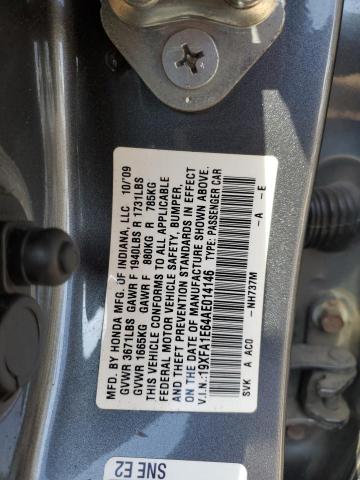 MFD. BY HONDA MFG. OF INDIANA, LLC 10/'09
GVWR 3671LBS GAWR F 1940LBS R 1731LBS
GVWR 1665KG GAWR F 880KG R 785KG
THIS VEHICLE CONFORMS TO ALL APPLICABLE
FEDERAL MOTOR VEHICLE SAFETY, BUMPER,
AND THEFT PREVENTION STANDARDS IN EFFECT
ON THE DATE OF MANUFACTURE SHOWN ABOVE.
V.I.N.:19XFA1E64AE014146 TYPE: PASSENGER CAR
NH737M -A -E
SVK A AC0
SNE E2